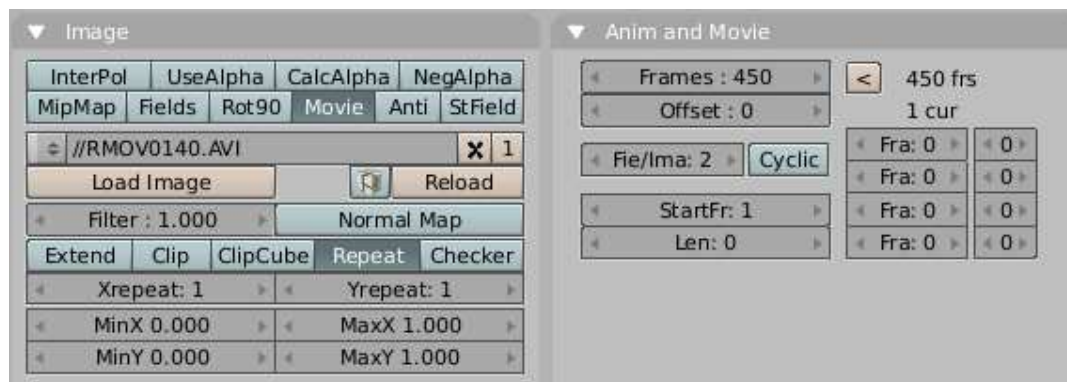 Image
InterPol UseAlpha CalcAlpha NegAlpha
MipMap Fields Rot90 Movie Anti StField
//RMOV0140.AVI X 1
Load Image Reload
Filter : 1.000 Normal Map
Extend Clip ClipCube Repeat Checker
Xrepeat: 1 Yrepeat: 1
MinX 0.000 MaxX 1.000
MinY 0.000 MaxY 1.000
Anim and Movie
Frames : 450 < 450 frs
Offset : 0 1 cur
Fie/Ima: 2 Cyclic
StartFr: 1
Len: 0
Fra: 0 0
Fra: 0 0
Fra: 0 0
Fra: 0 0